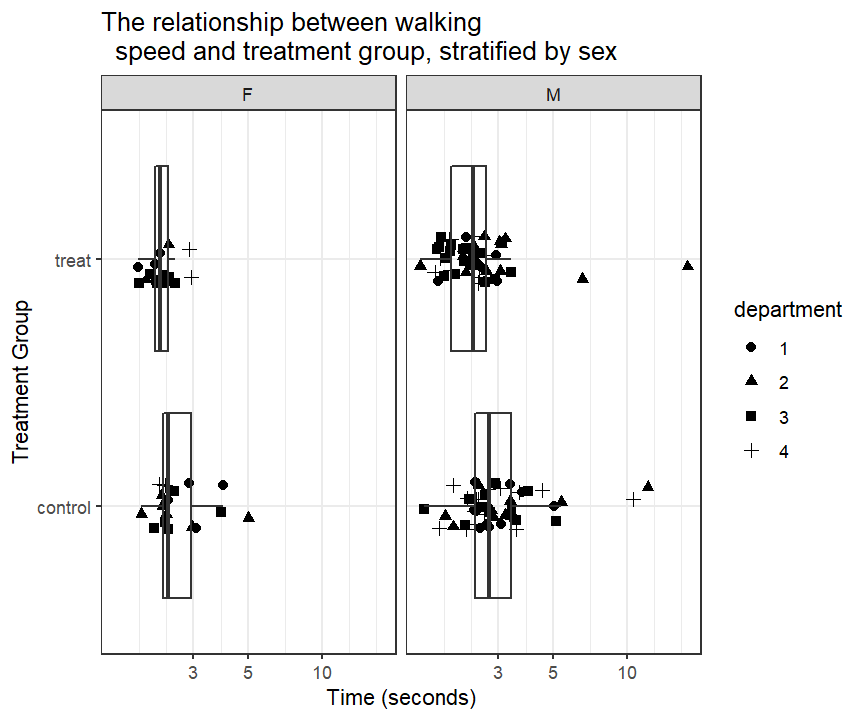 The relationship between walking
speed and treatment group, stratified by sex
F
M
treat
control
Treatment Group
3
5
10
3
5
10
Time (seconds)
department
1
2
3
4